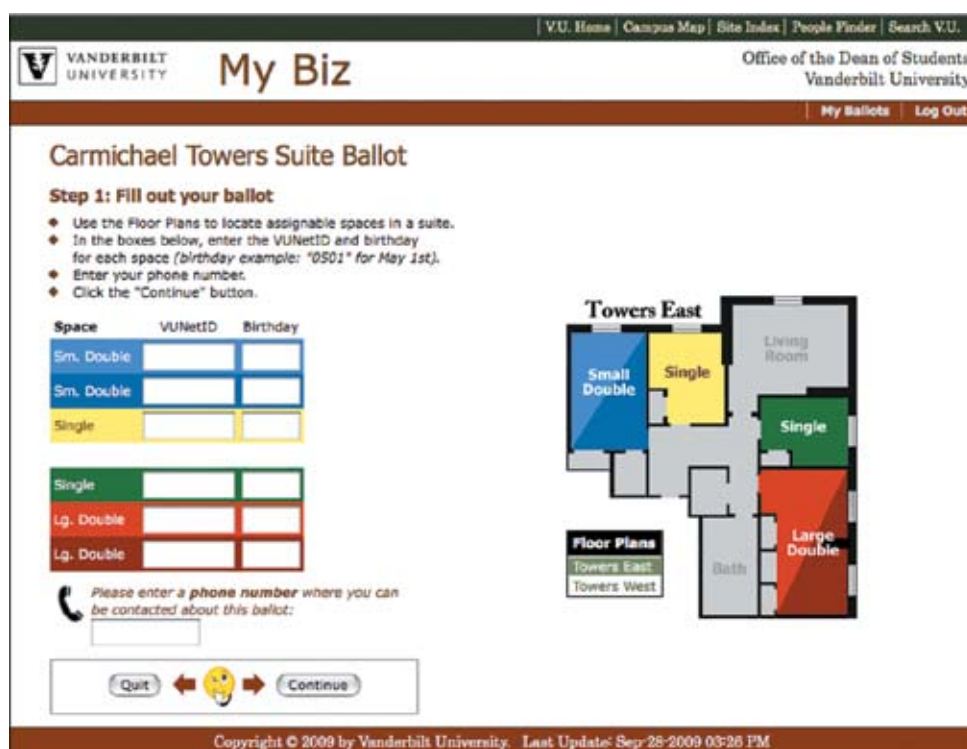 V.U. Home | Campus Map | Site Index | People Finder | Search V.U.
VANDERBILT
UNIVERSITY
My Biz
Office of the Dean of Students
Vanderbilt University
My Ballots | Log Out
Carmichael Towers Suite Ballot
Step 1: Fill out your ballot
Use the Floor Plans to locate assignable spaces in a suite.
In the boxes below, enter the VUNetID and birthday
for each space (birthday example: "0501" for May 1st).
Enter your phone number.
Click the "Continue" button.
Space VUNetID Birthday
Sm. Double
Sm. Double
Single
Single
Lg. Double
Lg. Double
Please enter a phone number where you can
be contacted about this ballot:
Quit Continue
Towers East
Living
Room
Small
Double
Single
Single
Large
Double
Bath
Floor Plans
Towers East
Towers West
Copyright © 2009 by Vanderbilt University. Last Update: Sep-28-2009 03:26 PM